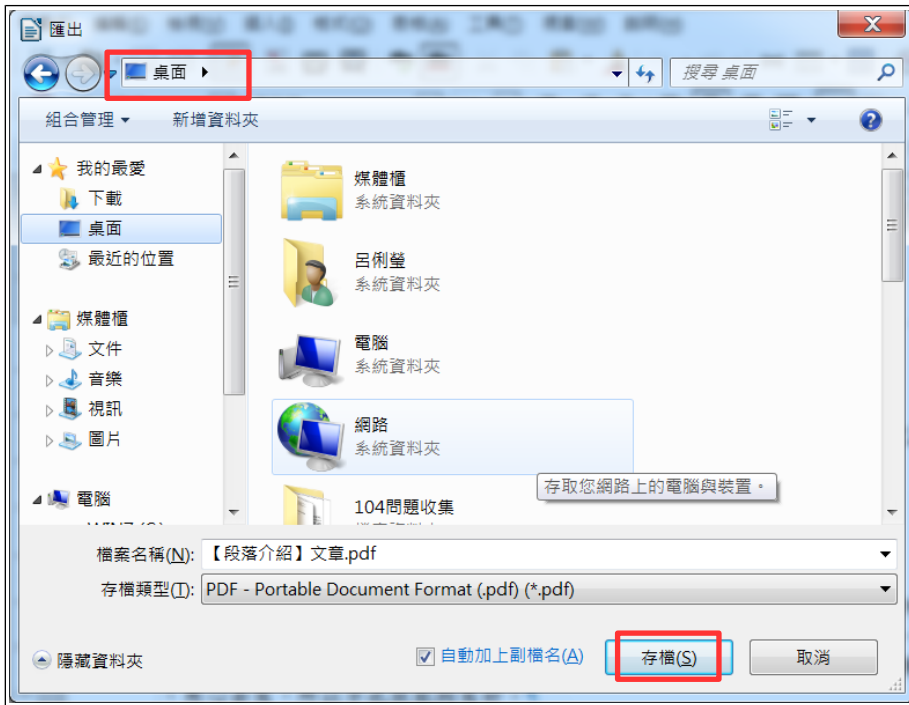 匯出
桌面
搜尋 桌面
組合管理
新增資料夾
我的最愛
下載
桌面
最近的位置
媒體櫃
文件
音樂
視訊
圖片
電腦
媒體櫃
系統資料夾
呂俐瑩
系統資料夾
電腦
系統資料夾
網路
系統資料夾
存取您網路上的電腦與裝置。
104問題收集
檔案名稱(N): 【段落介紹】文章.pdf
存檔類型(T): PDF - Portable Document Format (.pdf) (*.pdf)
隱藏資料夾
自動加上副檔名(A)
存檔(S)
取消